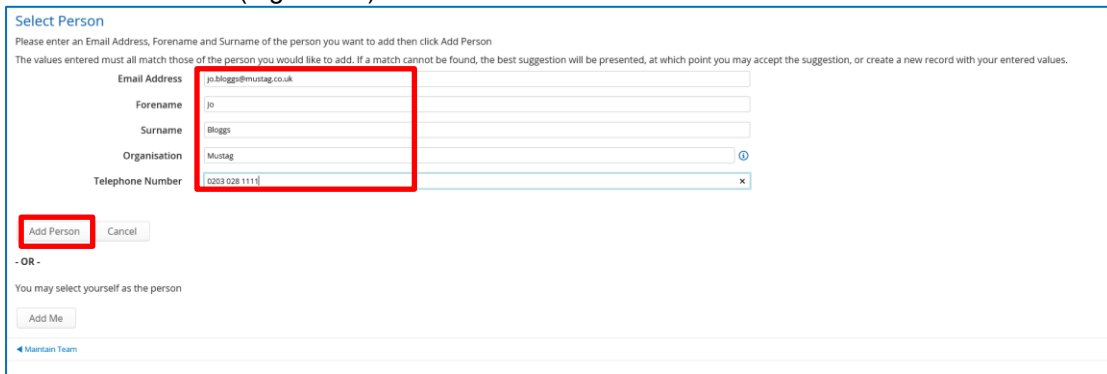 Select Person
Please enter an Email Address, Forename and Surname of the person you want to add then click Add Person
The values entered must all match those of the person you would like to add. If a match cannot be found, the best suggestion will be presented, at which point you may accept the suggestion, or create a new record with your entered values.
Email Address jo.bloggs@mustag.co.uk
Forename Jo
Surname Bloggs
Organisation Mustag
Telephone Number 0203 028 1111
Add Person Cancel
- OR -
You may select yourself as the person
Add Me
Maintain Team